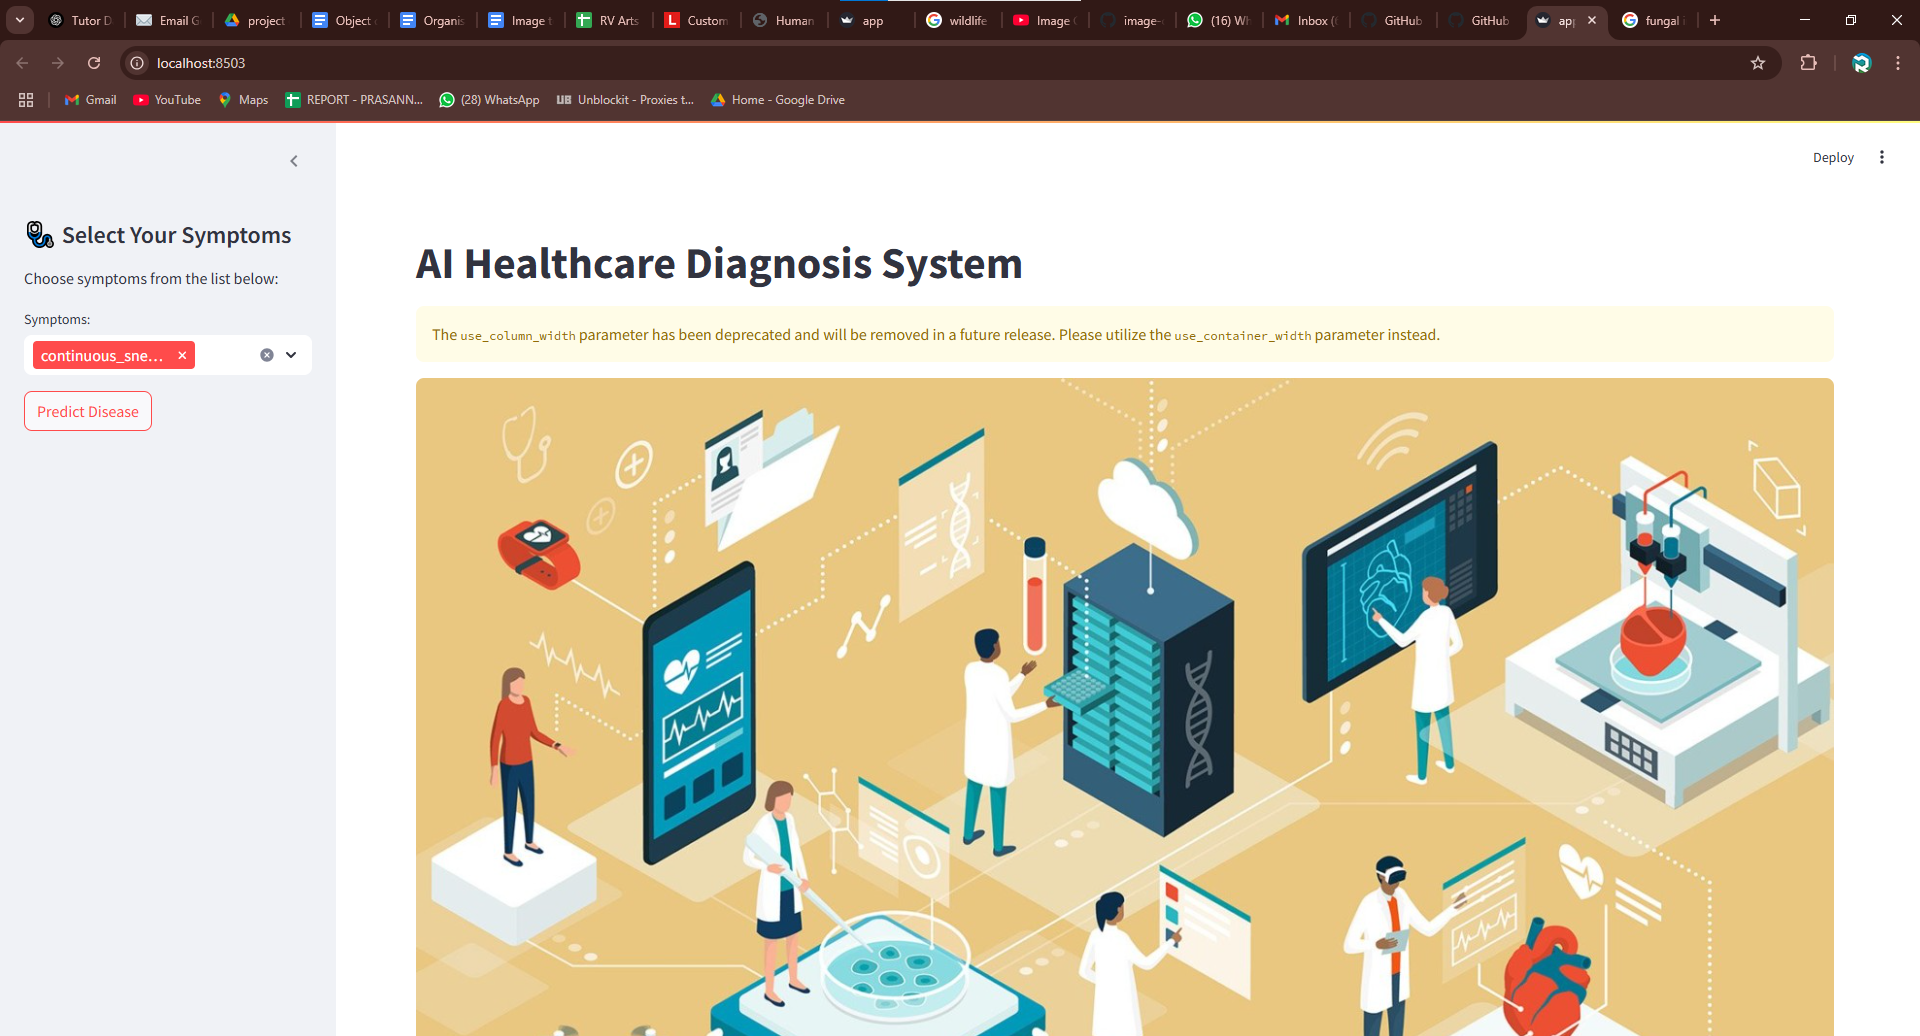 Tutor D
Email G
project
Object
Organis
Image t
RV Arts
Custom
Human
app
wildlife
Image
image-
(16) Wh
Inbox (
GitHub
GitHub
app
fungal i
localhost:8503
Gmail
YouTube
Maps
REPORT - PRASANN...
(28) WhatsApp
UB
Unblockit - Proxies t...
Home - Google Drive
Deploy
Select Your Symptoms
Choose symptoms from the list below:
Symptoms:
continuous_sne...
Predict Disease
AI Healthcare Diagnosis System
The use_column_width parameter has been deprecated and will be removed in a future release. Please utilize the use_container_width parameter instead.